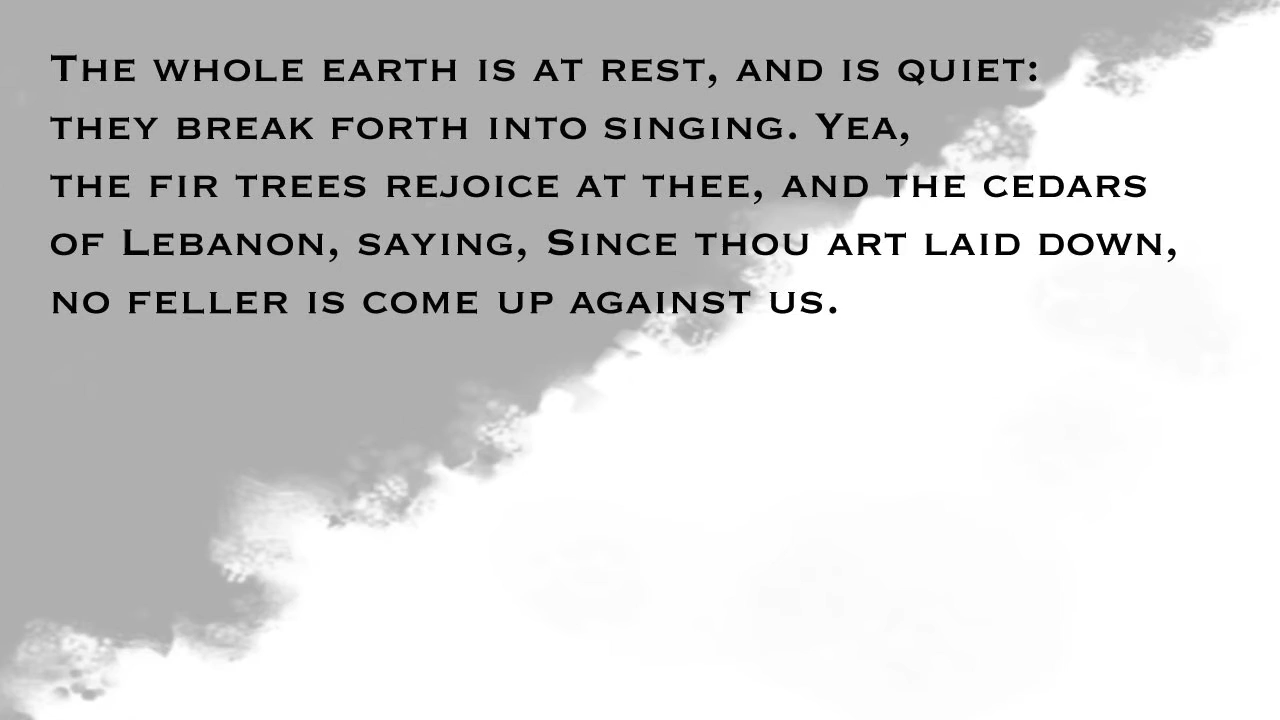 The whole earth is at rest, and is quiet:
they break forth into singing. Yea,
the fir trees rejoice at thee, and the cedars
of Lebanon, saying, Since thou art laid down,
no feller is come up against us.